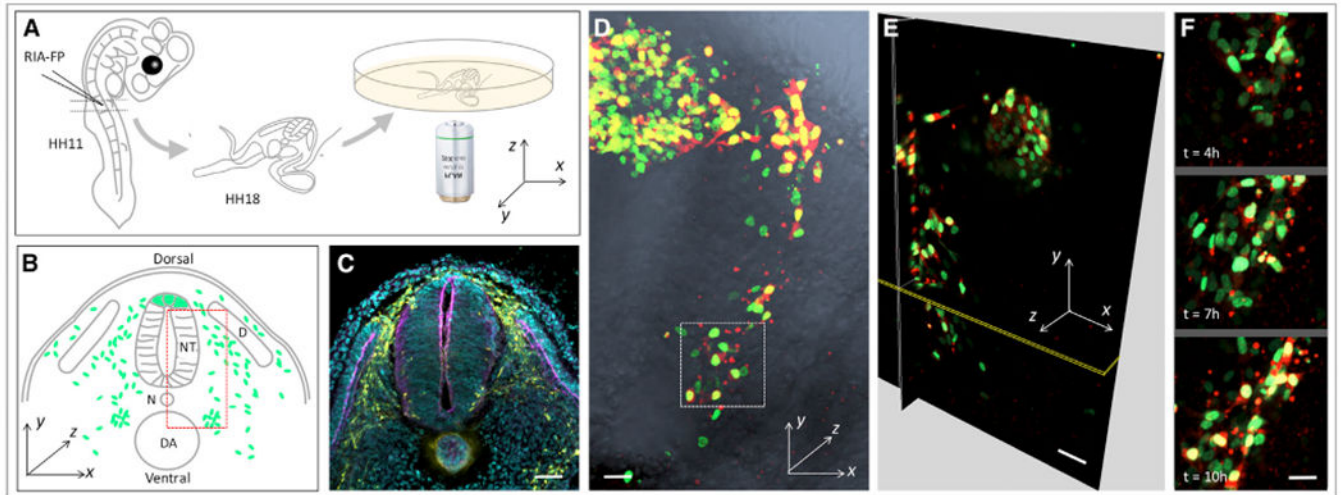 A
RIA-FP
HH11
HH18
z
x
y
B
Dorsal
D
NT
N
DA
Ventral
y
z
x
C
D
y
z
x
E
y
z
x
F
t = 4h
t = 7h
t = 10h